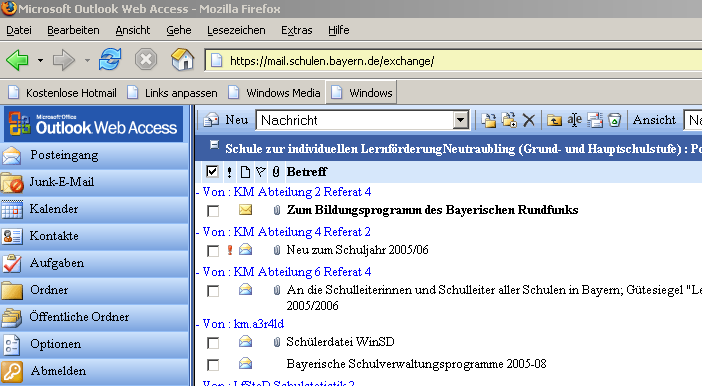 Microsoft Outlook Web Access - Mozilla Firefox
Datei Bearbeiten Ansicht Gehe Lesezeichen Extras Hilfe
https://mail.schulen.bayern.de/exchange/
Kostenlose Hotmail Links anpassen Windows Media Windows
Microsoft Office
Outlook Web Access
Neu Nachricht Ansicht Na
Schule zur individuellen LernförderungNeutraubling (Grund- und Hauptschulstufe) : Po
Betreff
Posteingang
Junk-E-Mail
Kalender
Kontakte
Aufgaben
Ordner
Öffentliche Ordner
Optionen
Abmelden
- Von : KM Abteilung 2 Referat 4
Zum Bildungsprogramm des Bayerischen Rundfunks
- Von : KM Abteilung 4 Referat 2
Neu zum Schuljahr 2005/06
- Von : KM Abteilung 6 Referat 4
An die Schulleiterinnen und Schulleiter aller Schulen in Bayern; Gütesiegel "Le
2005/2006
- Von : km.a3r4ld
Schülerdatei WinSD
Bayerische Schulverwaltungsprogramme 2005-08
- Von : LfStaD Schulstatistik 2